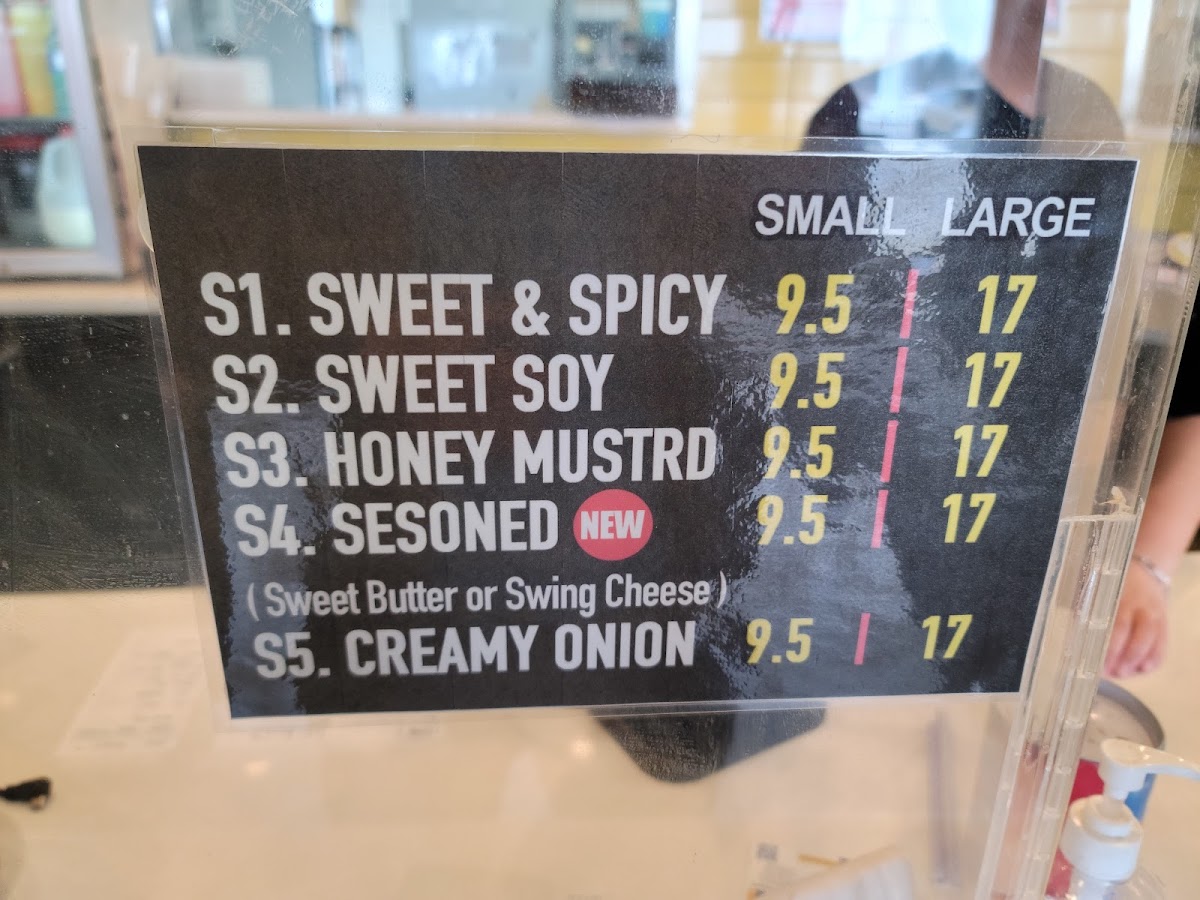 SMALL LARGE
S1. SWEET & SPICY 9.5 | 17
S2. SWEET SOY 9.5 | 17
S3. HONEY MUSTRD 9.5 | 17
S4. SESONED NEW 9.5 | 17
( Sweet Butter or Swing Cheese )
S5. CREAMY ONION 9.5 | 17